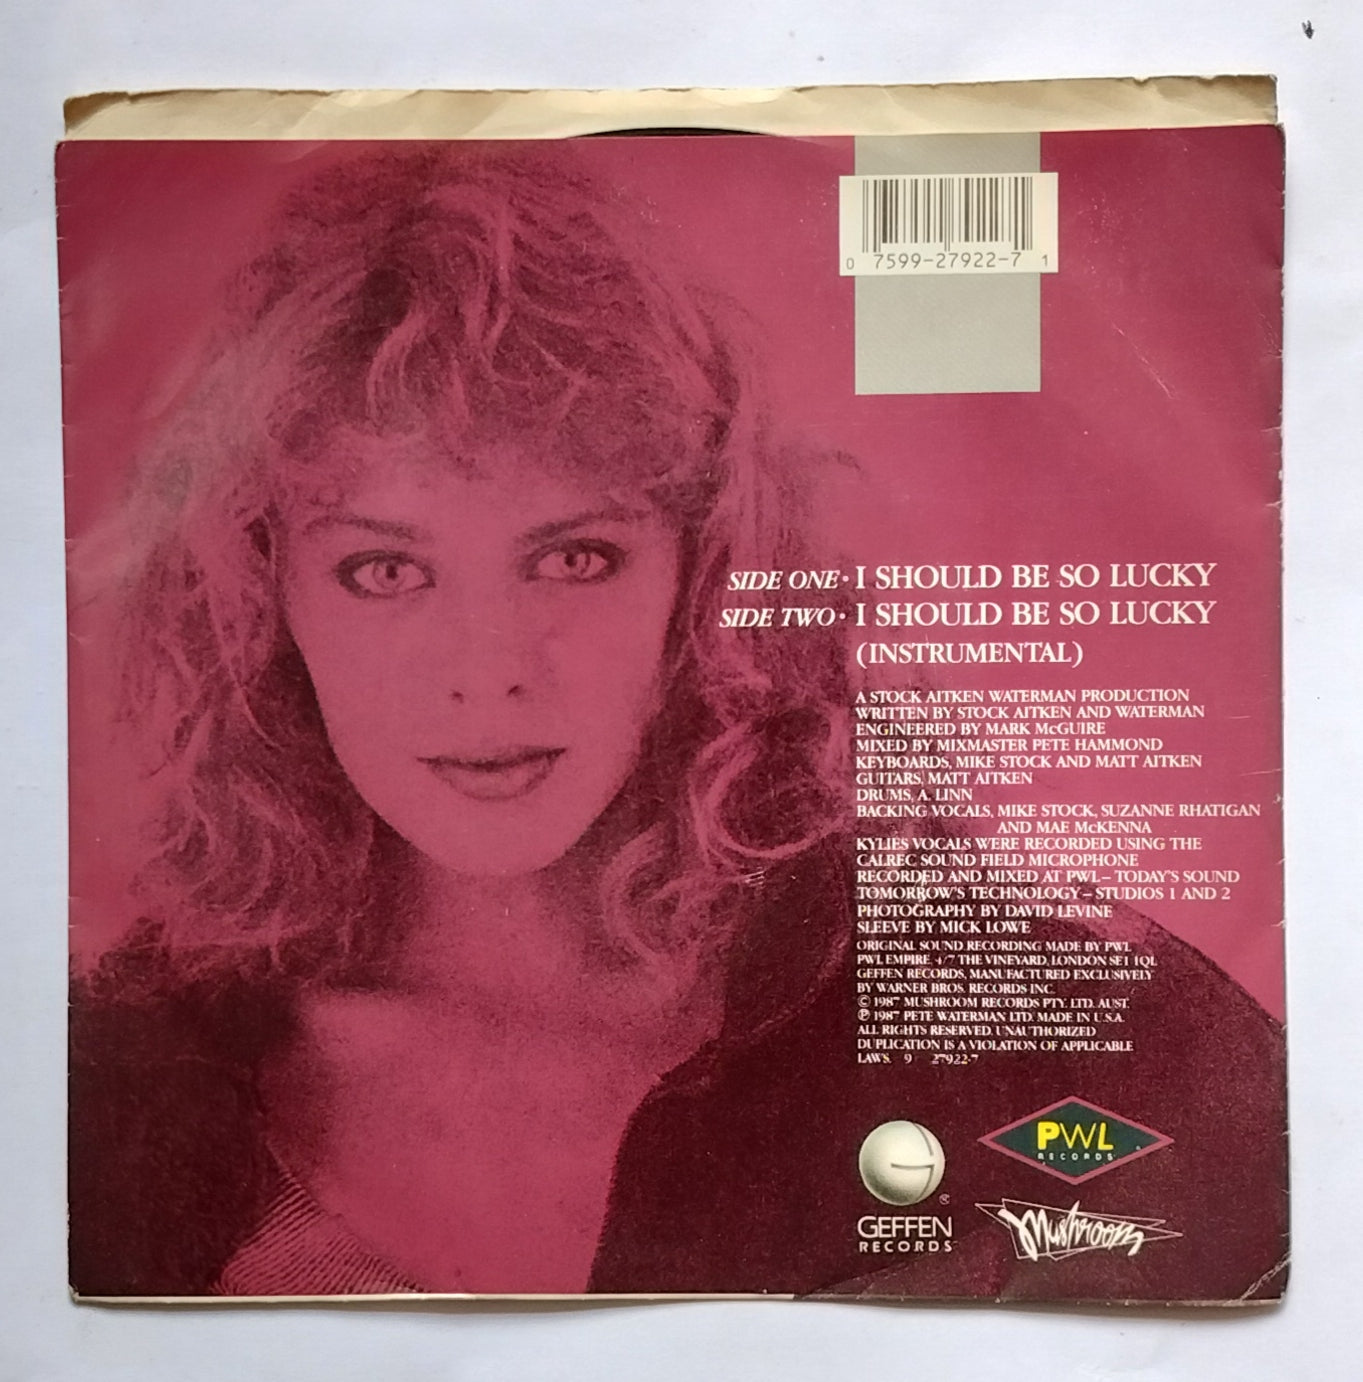 0 7599-27922-7 1
SIDE ONE • I SHOULD BE SO LUCKY
SIDE TWO • I SHOULD BE SO LUCKY
(INSTRUMENTAL)
A STOCK AITKEN WATERMAN PRODUCTION
WRITTEN BY STOCK AITKEN AND WATERMAN
ENGINEERED BY MARK McGUIRE
MIXED BY MIXMASTER PETE HAMMOND
KEYBOARDS, MIKE STOCK AND MATT AITKEN
GUITARS, MATT AITKEN
DRUMS, A. LINN
BACKING VOCALS, MIKE STOCK, SUZANNE RHATIGAN
AND MAE McKENNA
KYLIES VOCALS WERE RECORDED USING THE
CALREC SOUND FIELD MICROPHONE
RECORDED AND MIXED AT PWL – TODAY'S SOUND
TOMORROW'S TECHNOLOGY – STUDIOS 1 AND 2
PHOTOGRAPHY BY DAVID LEVINE
SLEEVE BY MICK LOWE
ORIGINAL SOUND RECORDING MADE BY PWL
PWL EMPIRE, 4/7 THE VINEYARD, LONDON SE1 1QL
GEFFEN RECORDS, MANUFACTURED EXCLUSIVELY
BY WARNER BROS. RECORDS INC.
© 1987 MUSHROOM RECORDS PTY. LTD. AUST.
℗ 1987 PETE WATERMAN LTD. MADE IN U.S.A.
ALL RIGHTS RESERVED. UNAUTHORIZED
DUPLICATION IS A VIOLATION OF APPLICABLE
LAWS. 9 27922-7
PWL
RECORDS
G
®
GEFFEN
RECORDS
Mushroom